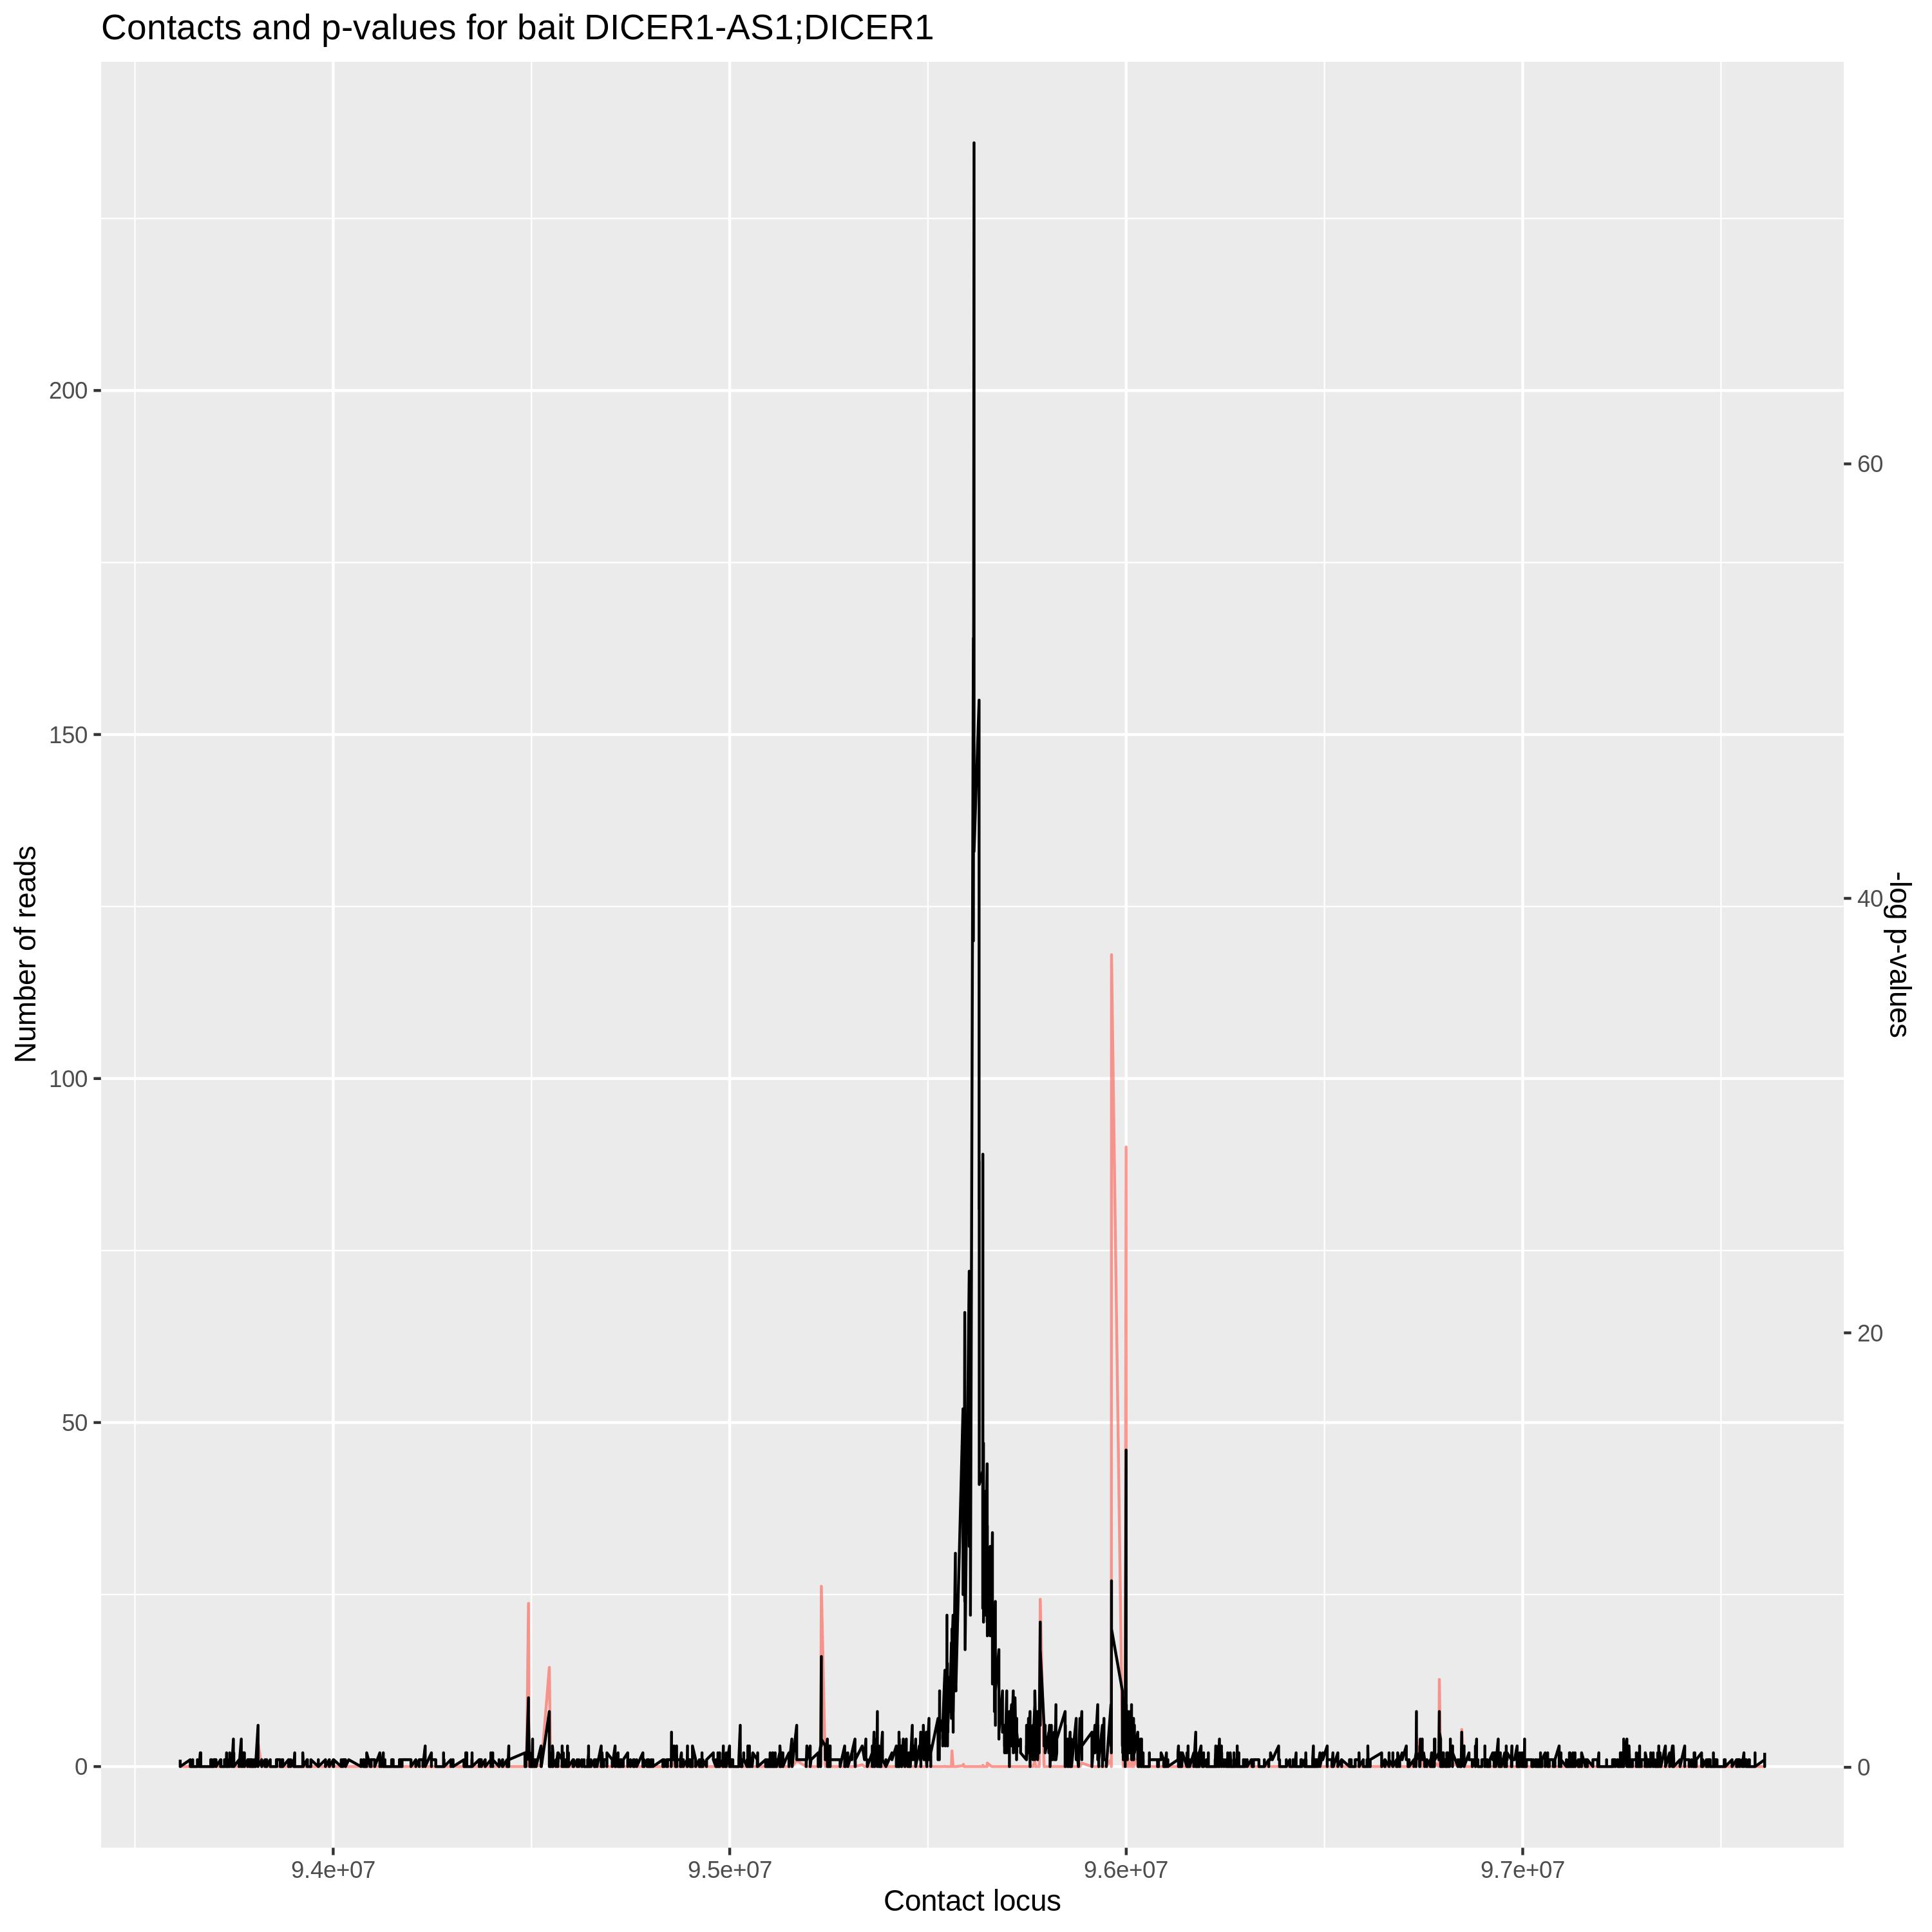 Contacts and p-values for bait DICER1-AS1;DICER1
Number of reads
200
150
100
50
0
60
40
20
0
-log p-values
9.4e+07
9.5e+07
9.6e+07
9.7e+07
Contact locus